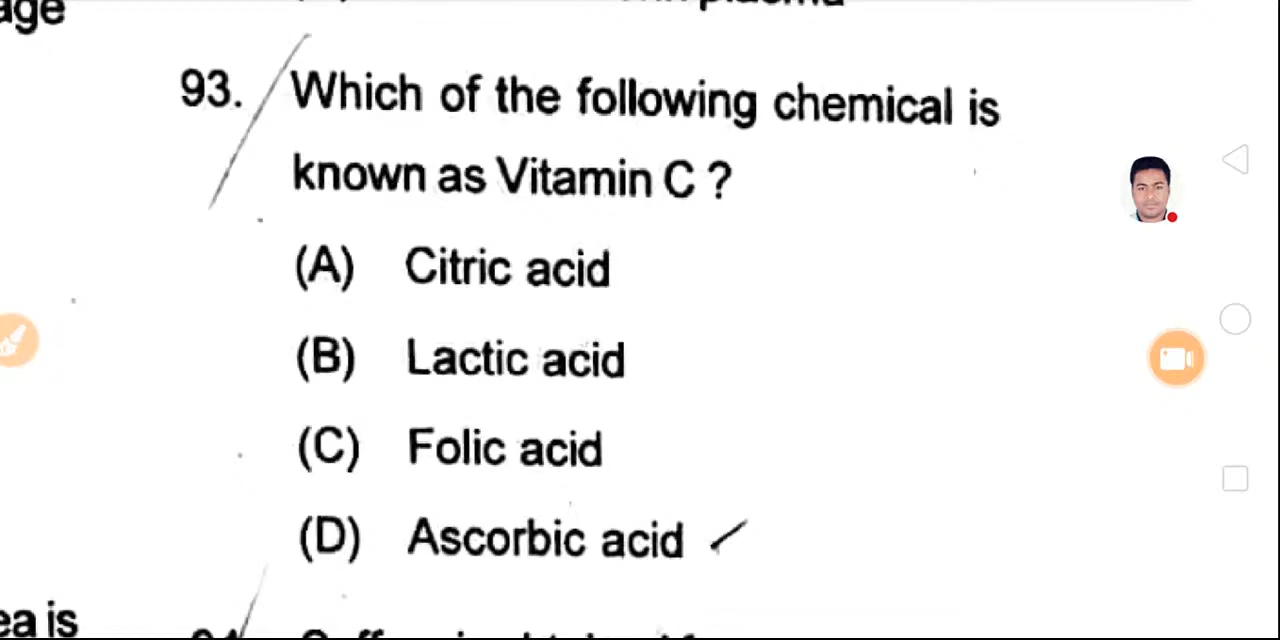 age
93. Which of the following chemical is
known as Vitamin C ?
(A) Citric acid
(B) Lactic acid
(C) Folic acid
(D) Ascorbic acid
ea is